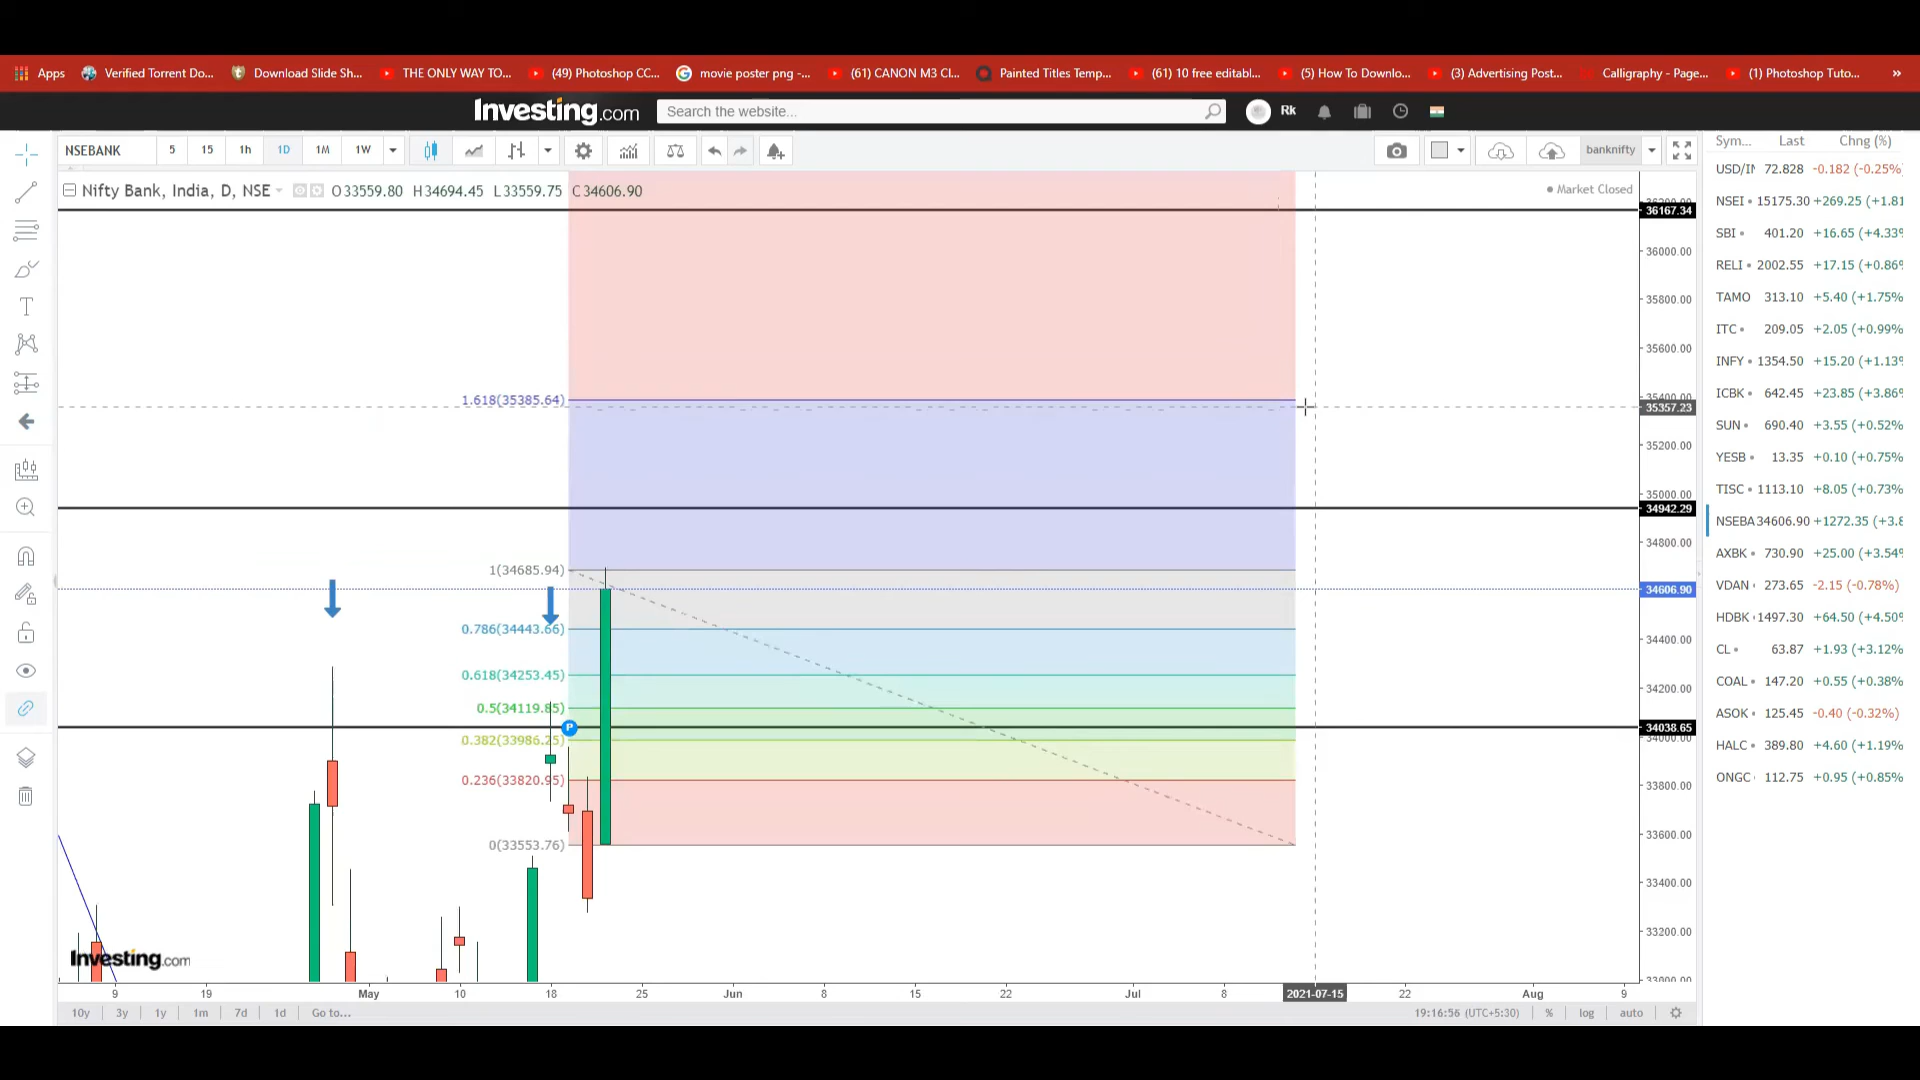 Apps Verified Torrent Do... Download Slide Sh... THE ONLY WAY TO... (49) Photoshop CC... movie poster png -... (61) CANON M3 Cl... Painted Titles Temp... (61) 10 free editabl... (5) How To Downlo... (3) Advertising Post... Calligraphy - Page... (1) Photoshop Tuto... »
Investing.com Search the website... Rk
NSEBANK 5 15 1h 1D 1M 1W banknifty
Sym... Last Chng (%)
Nifty Bank, India, D, NSE O33559.80 H34694.45 L33559.75 C34606.90 Market Closed
36167.34
36000.00
35800.00
35600.00
1.618(35385.64)
35400.00
35357.23
35200.00
35000.00
34942.29
34800.00
1(34685.94)
34606.90
0.786(34443.66)
34400.00
0.618(34253.45)
34200.00
0.5(34119.85)
P
34038.65
34000.00
0.382(33986.25)
0.236(33820.95)
33800.00
33600.00
0(33553.76)
33400.00
33200.00
33000.00
Investing.com
9 19 May 10 18 25 Jun 8 15 22 Jul 8 2021-07-15 22 Aug 9
10y 3y 1y 1m 7d 1d Go to... 19:16:56 (UTC+5:30) % log auto
USD/IN 72.828 -0.182 (-0.25%)
NSEI 15175.30 +269.25 (+1.81
SBI 401.20 +16.65 (+4.33%
RELI 2002.55 +17.15 (+0.86%
TAMO 313.10 +5.40 (+1.75%
ITC 209.05 +2.05 (+0.99%
INFY 1354.50 +15.20 (+1.13%
ICBK 642.45 +23.85 (+3.86%
SUN 690.40 +3.55 (+0.52%
YESB 13.35 +0.10 (+0.75%
TISC 1113.10 +8.05 (+0.73%
NSEBA 34606.90 +1272.35 (+3.8
AXBK 730.90 +25.00 (+3.54%
VDAN 273.65 -2.15 (-0.78%)
HDBK 1497.30 +64.50 (+4.50%
CL 63.87 +1.93 (+3.12%
COAL 147.20 +0.55 (+0.38%
ASOK 125.45 -0.40 (-0.32%)
HALC 389.80 +4.60 (+1.19%
ONGC 112.75 +0.95 (+0.85%